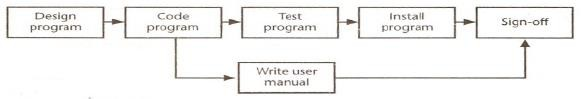 Design
program
Code
program
Test
program
Install
program
Sign-off
Write user
manual